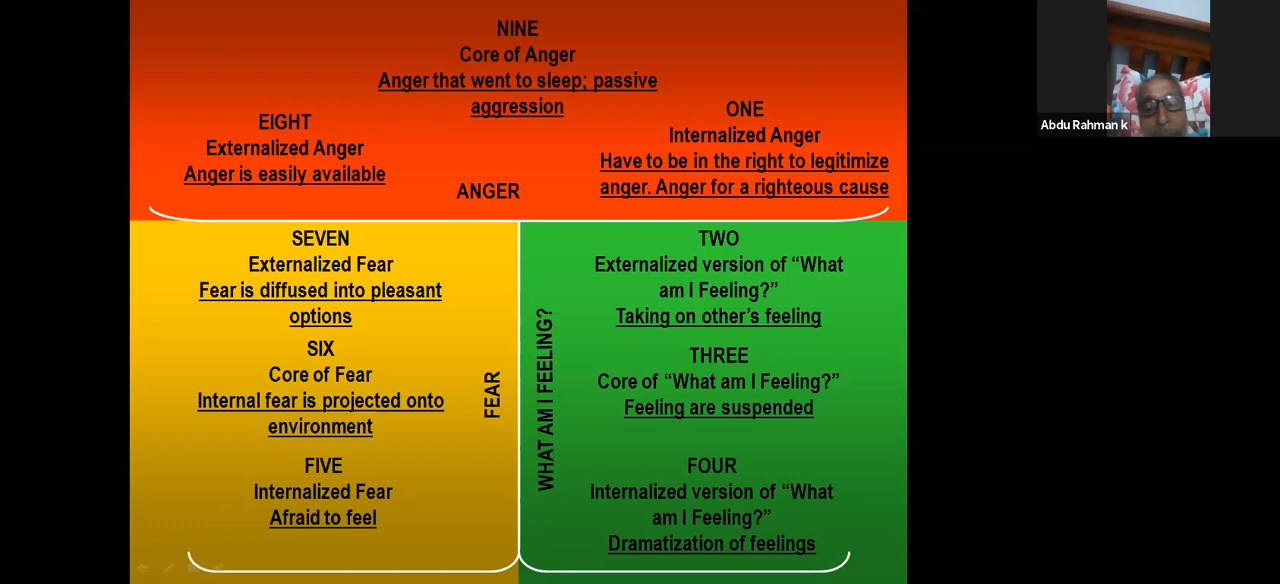 NINE
Core of Anger
Anger that went to sleep; passive
aggression
EIGHT
Externalized Anger
Anger is easily available
ONE
Internalized Anger
Have to be in the right to legitimize
anger. Anger for a righteous cause
ANGER
SEVEN
Externalized Fear
Fear is diffused into pleasant
options
SIX
Core of Fear
Internal fear is projected onto
environment
FIVE
Internalized Fear
Afraid to feel
FEAR
WHAT AM I FEELING?
TWO
Externalized version of “What
am I Feeling?”
Taking on other’s feeling
THREE
Core of “What am I Feeling?”
Feeling are suspended
FOUR
Internalized version of “What
am I Feeling?”
Dramatization of feelings
Abdu Rahman k